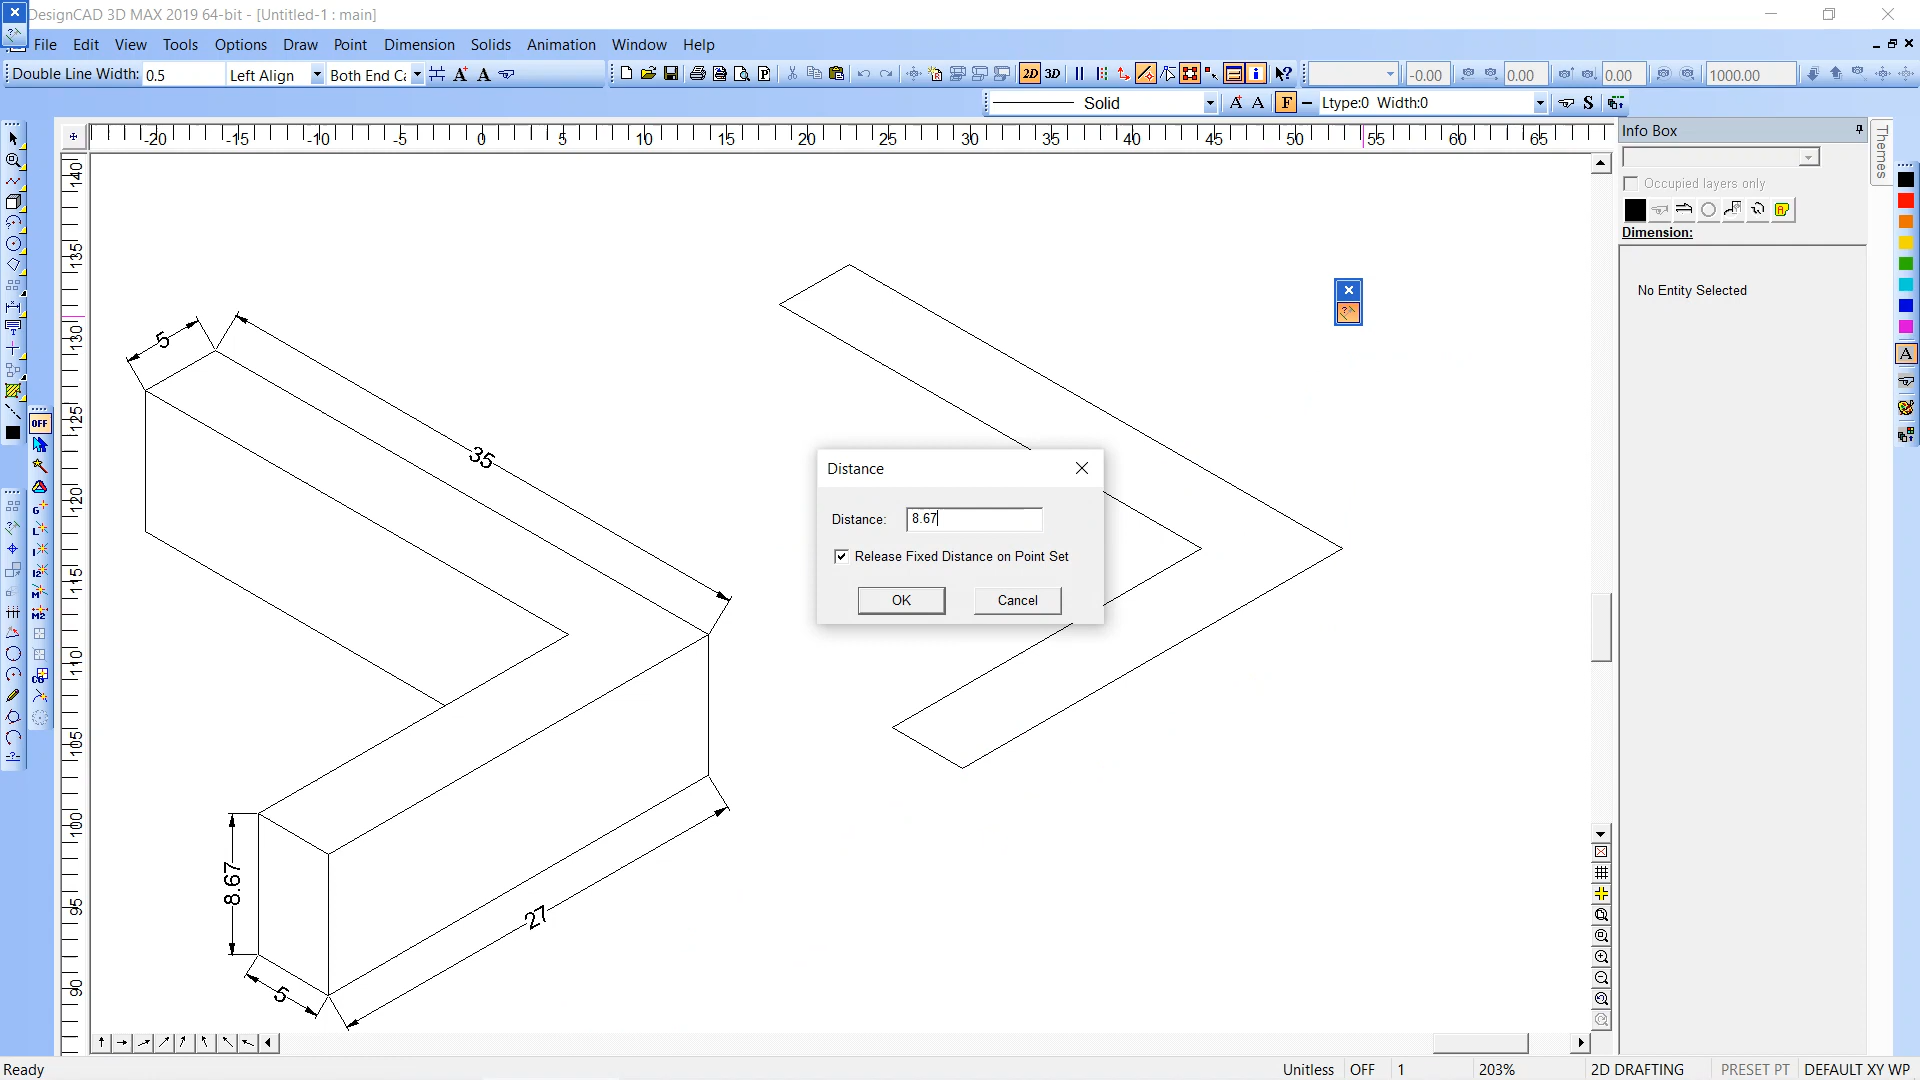 DesignCAD 3D MAX 2019 64-bit - [Untitled-1 : main]
File Edit View Tools Options Draw Point Dimension Solids Animation Window Help
Double Line Width: 0.5 Left Align Both End Ca 2D 3D -0.00 0.00 0.00 1000.00
Solid F Ltype:0 Width:0 S
-20 -15 -10 -5 0 5 10 15 20 25 30 35 40 45 50 55 60 65
Info Box
Themes
Occupied layers only
Dimension:
No Entity Selected
140
135
130
125
120
115
110
105
100
95
90
OFF
5
35
8.67
5
27
Distance
Distance: 8.67
Release Fixed Distance on Point Set
OK Cancel
Ready Unitless OFF 1 203% 2D DRAFTING PRESET PT DEFAULT XY WP